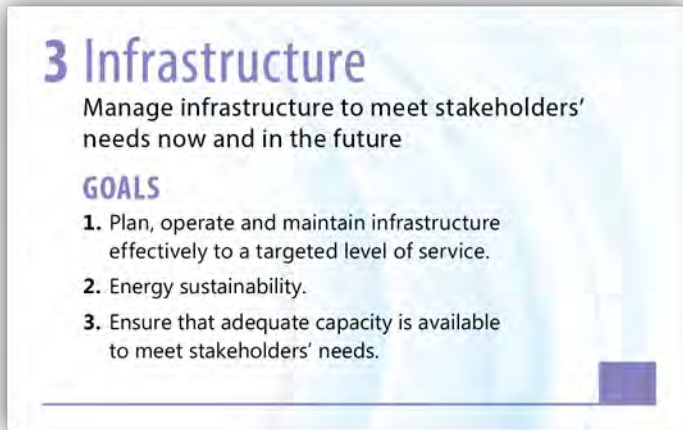 3 Infrastructure
Manage infrastructure to meet stakeholders’
needs now and in the future
GOALS
1. Plan, operate and maintain infrastructure
effectively to a targeted level of service.
2. Energy sustainability.
3. Ensure that adequate capacity is available
to meet stakeholders’ needs.